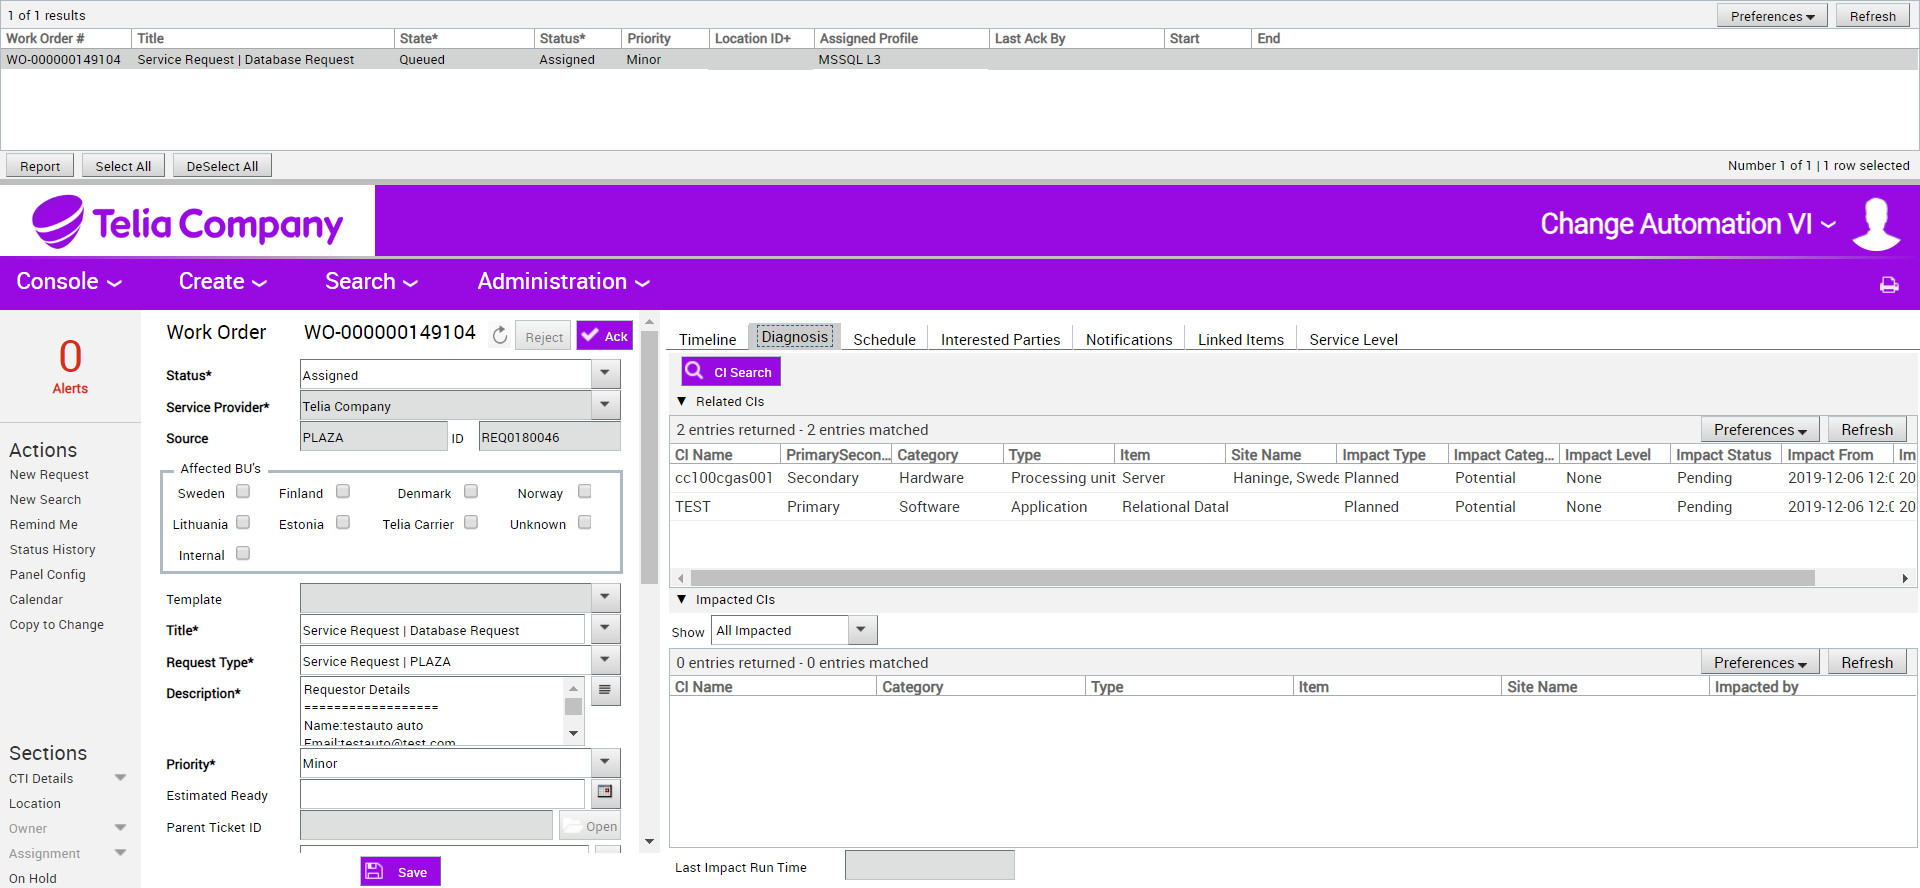 1 of 1 results
Preferences Refresh
Work Order # Title State* Status* Priority Location ID+ Assigned Profile Last Ack By Start End
WO-000000149104 Service Request | Database Request Queued Assigned Minor MSSQL L3
Report Select All DeSelect All Number 1 of 1 | 1 row selected
Telia Company
Change Automation VI
Console Create Search Administration
0
Alerts
Actions
New Request
New Search
Remind Me
Status History
Panel Config
Calendar
Copy to Change
Sections
CTI Details
Location
Owner
Assignment
On Hold
Work Order WO-000000149104 Reject Ack
Status* Assigned
Service Provider* Telia Company
Source PLAZA ID REQ0180046
Affected BU's
Sweden Finland Denmark Norway
Lithuania Estonia Telia Carrier Unknown
Internal
Template
Title* Service Request | Database Request
Request Type* Service Request | PLAZA
Description* Requestor Details
==================
Name:testauto auto
Email:testauto@test.com
Priority* Minor
Estimated Ready
Parent Ticket ID Open
Save
Timeline Diagnosis Schedule Interested Parties Notifications Linked Items Service Level
CI Search
Related CIs
2 entries returned - 2 entries matched Preferences Refresh
CI Name PrimarySecon... Category Type Item Site Name Impact Type Impact Categ... Impact Level Impact Status Impact From Im
cc100cgas001 Secondary Hardware Processing unit Server Haninge, Swede Planned Potential None Pending 2019-12-06 12:0 20
TEST Primary Software Application Relational Datal Planned Potential None Pending 2019-12-06 12:0 20
Impacted CIs
Show All Impacted
0 entries returned - 0 entries matched Preferences Refresh
CI Name Category Type Item Site Name Impacted by
Last Impact Run Time